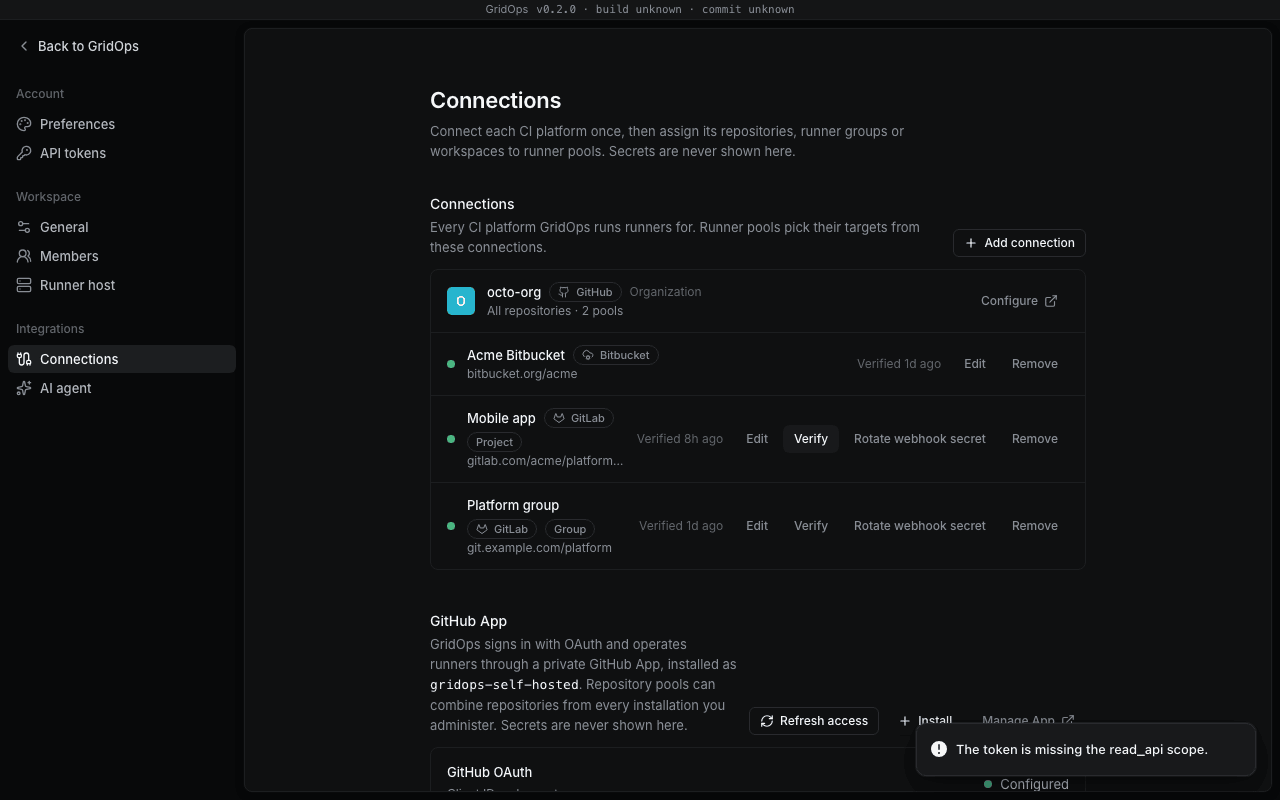 GridOps v0.2.0 · build unknown · commit unknown
Back to GridOps
Account
Preferences
API tokens
Workspace
General
Members
Runner host
Integrations
Connections
AI agent
Connections
Connect each CI platform once, then assign its repositories, runner groups or
workspaces to runner pools. Secrets are never shown here.
Connections
Every CI platform GridOps runs runners for. Runner pools pick their targets from
these connections.
Add connection
O
octo-org GitHub Organization
All repositories · 2 pools
Configure
Acme Bitbucket Bitbucket
bitbucket.org/acme
Verified 1d ago Edit Remove
Mobile app GitLab
Project
gitlab.com/acme/platform...
Verified 8h ago Edit Verify Rotate webhook secret Remove
Platform group
GitLab Group
git.example.com/platform
Verified 1d ago Edit Verify Rotate webhook secret Remove
GitHub App
GridOps signs in with OAuth and operates
runners through a private GitHub App, installed as
gridops-self-hosted. Repository pools can
combine repositories from every installation you
administer. Secrets are never shown here.
Refresh access Install Manage App
The token is missing the read_api scope.
GitHub OAuth
Configured